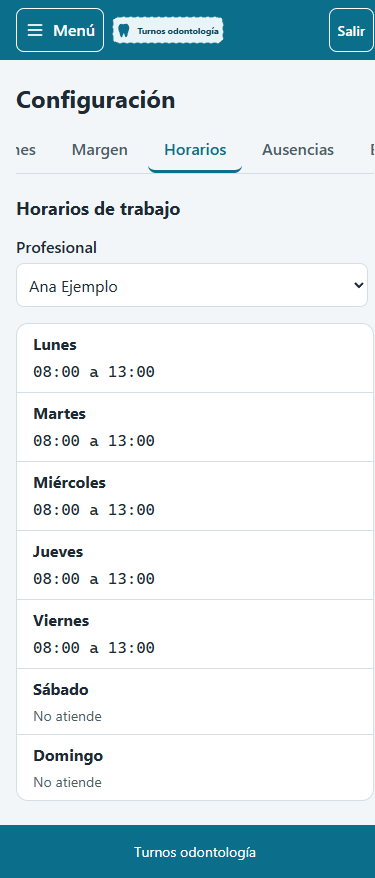 Menú
Turnos odontología
Salir
Configuración
nes Margen Horarios Ausencias
Horarios de trabajo
Profesional
Ana Ejemplo
Lunes
08:00 a 13:00
Martes
08:00 a 13:00
Miércoles
08:00 a 13:00
Jueves
08:00 a 13:00
Viernes
08:00 a 13:00
Sábado
No atiende
Domingo
No atiende
Turnos odontología